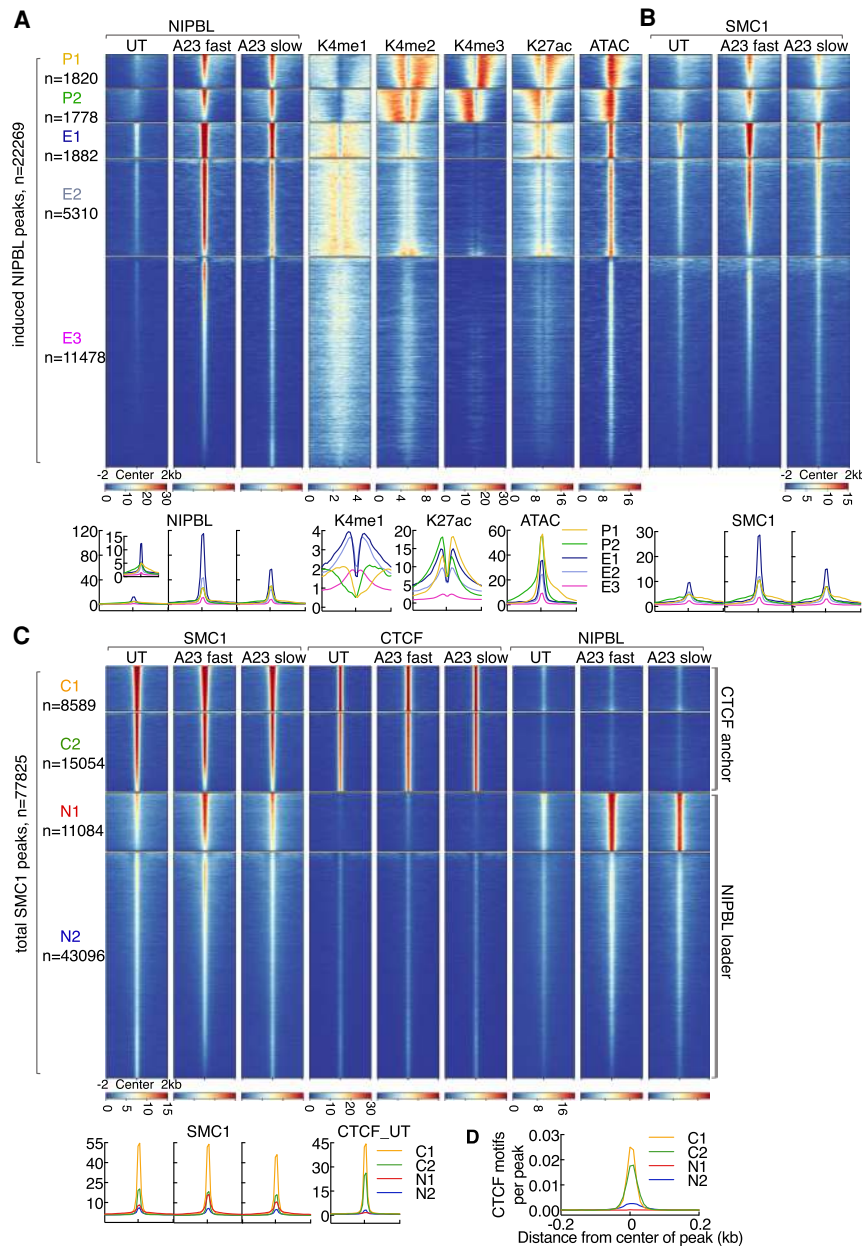 A
B
NIPBL
SMC1
UT A23 fast A23 slow K4me1 K4me2 K4me3 K27ac ATAC
UT A23 fast A23 slow
induced NIPBL peaks, n=22269
P1
n=1820
P2
n=1778
E1
n=1882
E2
n=5310
E3
n=11478
-2 Center 2kb
-2 Center 2kb
0 10 20 30
0 2 4
0 4 8
0 10 20 30
0 8 16
0 8 16
0 5 10 15
NIPBL
K4me1
K27ac
ATAC
SMC1
120
80
40
0
15
10
5
0
4
3
2
1
0
20
15
10
5
0
60
40
20
0
P1
P2
E1
E2
E3
30
20
10
0
C
SMC1
CTCF
NIPBL
UT A23 fast A23 slow UT A23 fast A23 slow UT A23 fast A23 slow
total SMC1 peaks, n=77825
C1
n=8589
C2
n=15054
N1
n=11084
N2
n=43096
CTCF anchor
NIPBL loader
-2 Center 2kb
0 5 10 15
0 10 20 30
0 8 16
SMC1
CTCF_UT
55
40
25
10
45
30
15
0
C1
C2
N1
N2
D
CTCF motifs
per peak
0.03
0.02
0.01
0.00
C1
C2
N1
N2
-0.2 0 0.2
Distance from center of peak (kb)